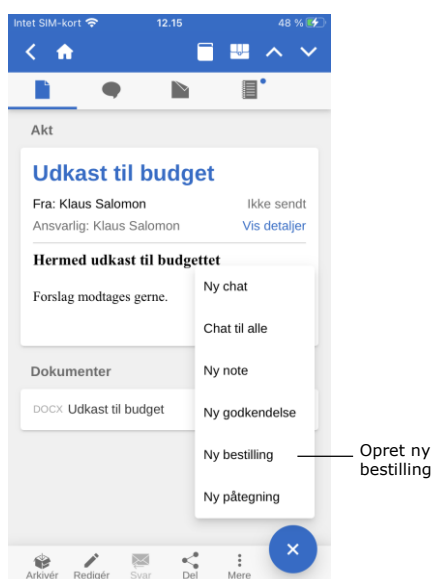 Intet SIM-kort 12.15 48 %
Akt
Udkast til budget
Fra: Klaus Salomon Ikke sendt
Ansvarlig: Klaus Salomon Vis detaljer
Hermed udkast til budgettet
Forslag modtages gerne.
Dokumenter
DOCX Udkast til budget
Ny chat
Chat til alle
Ny note
Ny godkendelse
Ny bestilling
Ny påtegning
Opret ny
bestilling
Arkivér Redigér Svar Del Mere